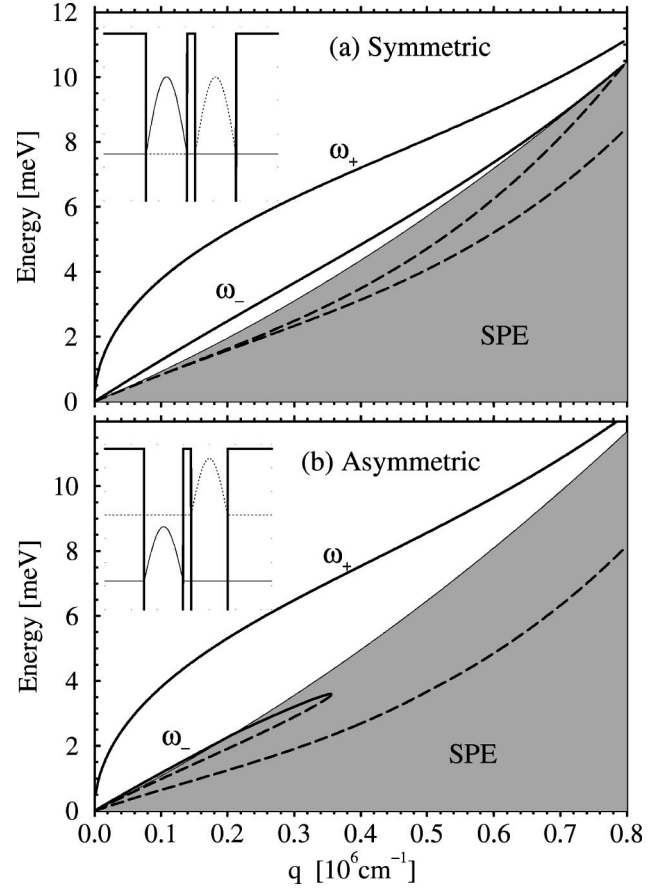 12
10
8
6
4
2
0
Energy [meV]
(a) Symmetric
ω+
ω−
SPE
10
8
6
4
2
0
Energy [meV]
(b) Asymmetric
ω+
ω−
SPE
0.0 0.1 0.2 0.3 0.4 0.5 0.6 0.7 0.8
q [10⁶cm⁻¹]